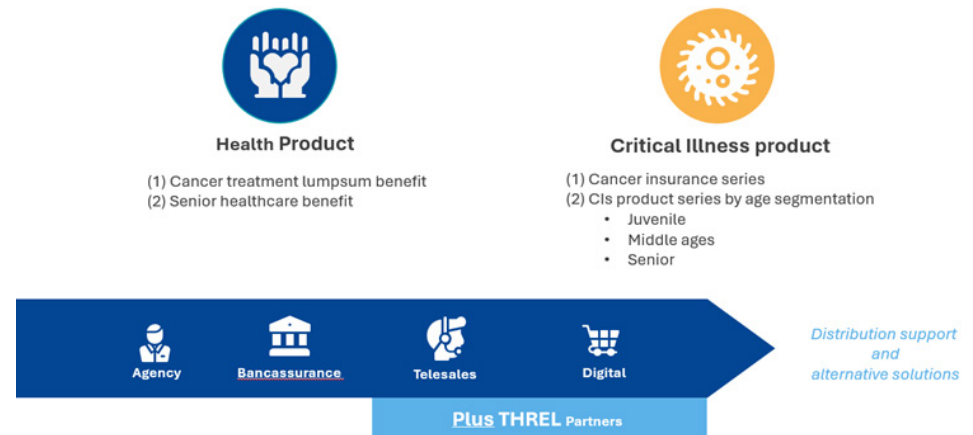 Health Product
(1) Cancer treatment lumpsum benefit
(2) Senior healthcare benefit
Critical Illness product
(1) Cancer insurance series
(2) CIs product series by age segmentation
• Juvenile
• Middle ages
• Senior
Agency
Bancassurance
Telesales
Digital
Distribution support
and
alternative solutions
Plus THREL Partners